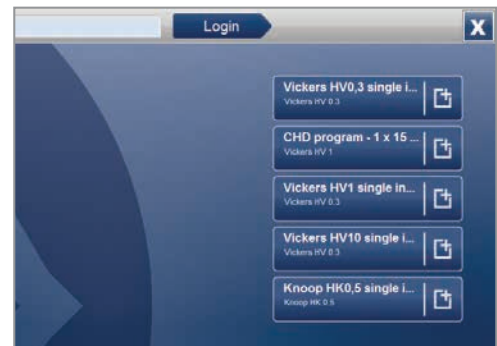 Login
X
Vickers HV0,3 single i...
Vickers HV 0.3
CHD program - 1 x 15 ...
Vickers HV 1
Vickers HV1 single in...
Vickers HV 0.3
Vickers HV10 single i...
Vickers HV 0.3
Knoop HK0,5 single i...
Knoop HK 0.5